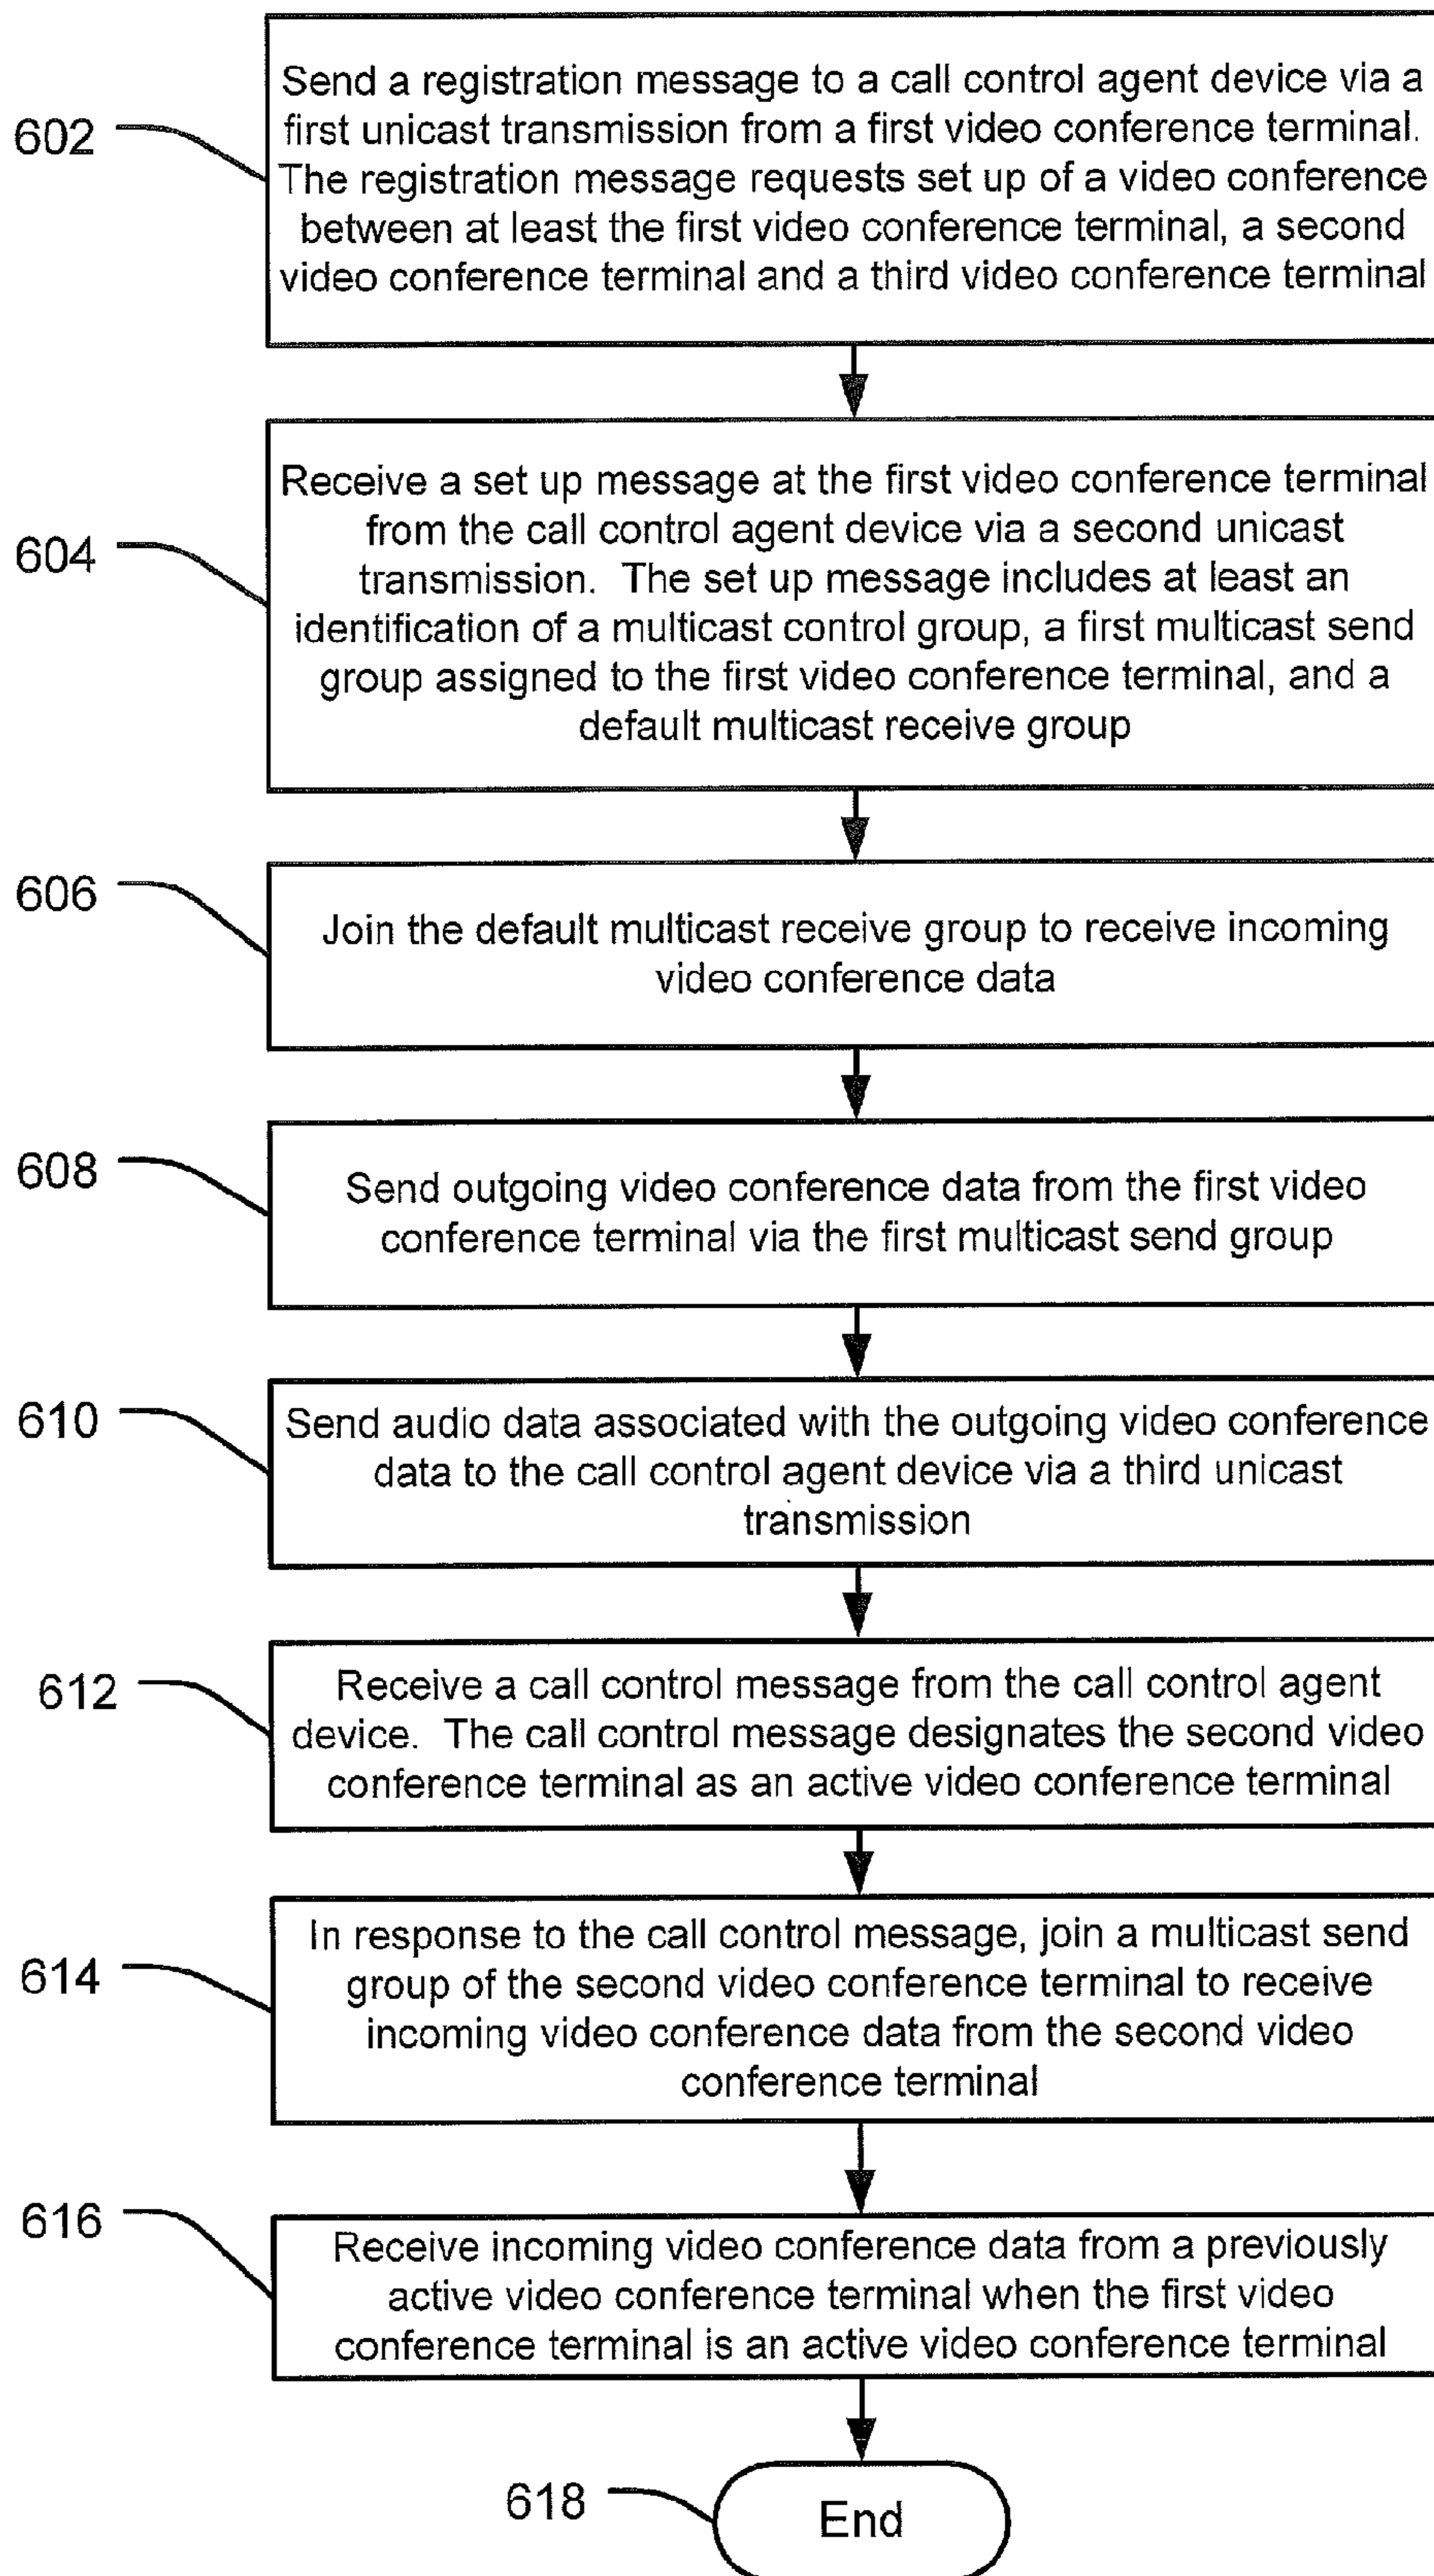 602
Send a registration message to a call control agent device via a
first unicast transmission from a first video conference terminal.
The registration message requests set up of a video conference
between at least the first video conference terminal, a second
video conference terminal and a third video conference terminal
604
Receive a set up message at the first video conference terminal
from the call control agent device via a second unicast
transmission. The set up message includes at least an
identification of a multicast control group, a first multicast send
group assigned to the first video conference terminal, and a
default multicast receive group
606
Join the default multicast receive group to receive incoming
video conference data
608
Send outgoing video conference data from the first video
conference terminal via the first multicast send group
610
Send audio data associated with the outgoing video conference
data to the call control agent device via a third unicast
transmission
612
Receive a call control message from the call control agent
device. The call control message designates the second video
conference terminal as an active video conference terminal
614
In response to the call control message, join a multicast send
group of the second video conference terminal to receive
incoming video conference data from the second video
conference terminal
616
Receive incoming video conference data from a previously
active video conference terminal when the first video
conference terminal is an active video conference terminal
618
End